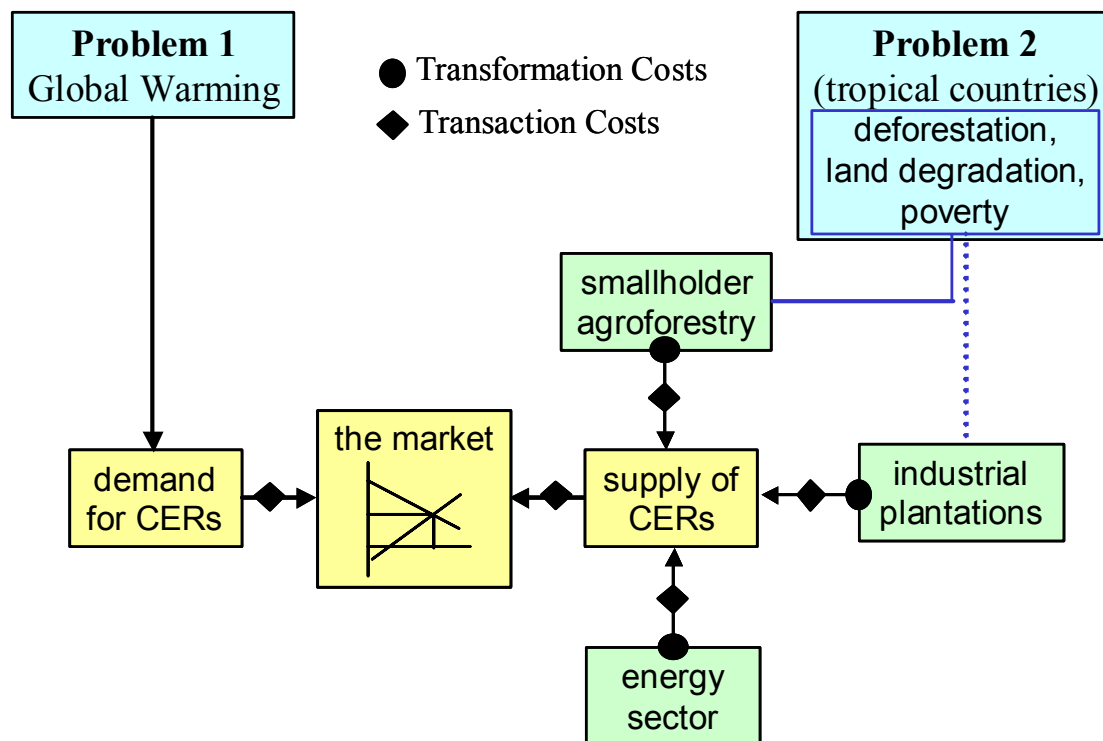 Problem 1
Global Warming
Transformation Costs
Transaction Costs
Problem 2
(tropical countries)
deforestation,
land degradation,
poverty
smallholder
agroforestry
the market
demand
for CERs
supply of
CERs
industrial
plantations
energy
sector